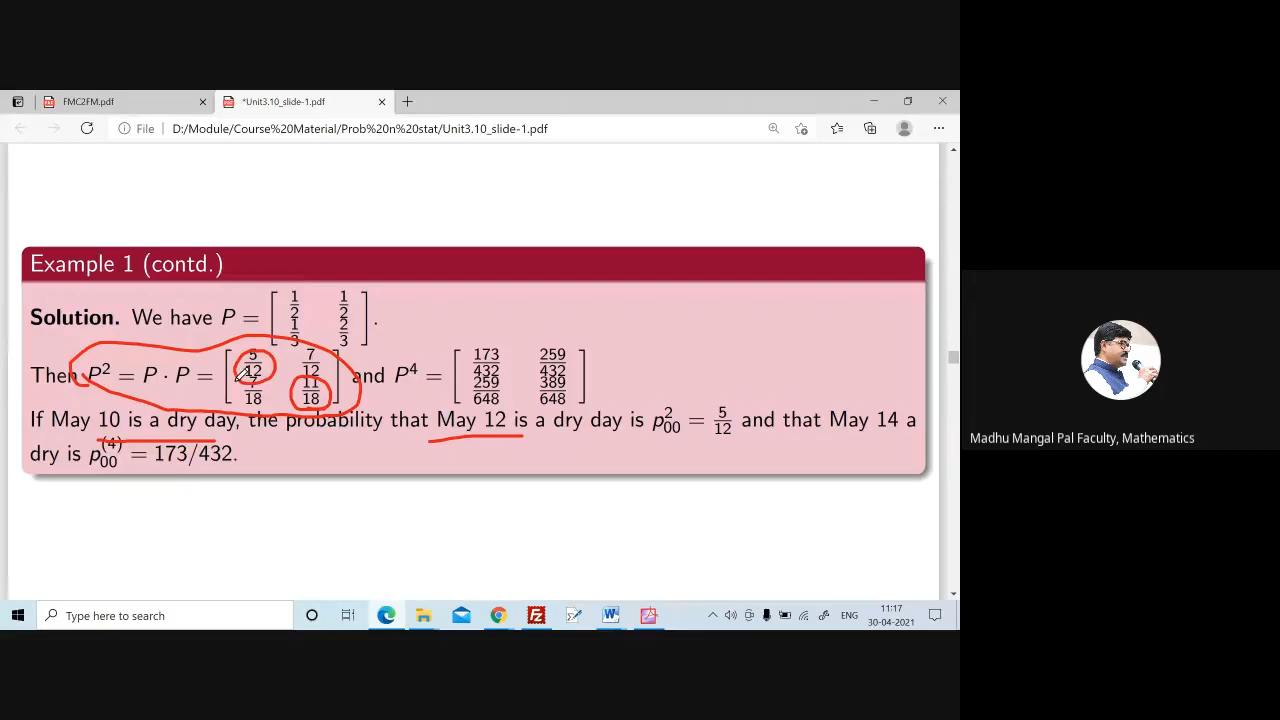 FMC2FM.pdf
*Unit3.10_slide-1.pdf
File D:/Module/Course%20Material/Prob%20n%20stat/Unit3.10_slide-1.pdf
Example 1 (contd.)
Solution. We have P = [ 1/2 1/2 ; 1/3 2/3 ].
Then P² = P · P = [ 5/12 7/12 ; 7/18 11/18 ] and P⁴ = [ 173/432 259/432 ; 259/648 389/648 ]
If May 10 is a dry day, the probability that May 12 is a dry day is p²₀₀ = 5/12 and that May 14 a
dry is p₀₀⁽⁴⁾ = 173/432.
Madhu Mangal Pal Faculty, Mathematics
Type here to search
ENG
11:17
30-04-2021